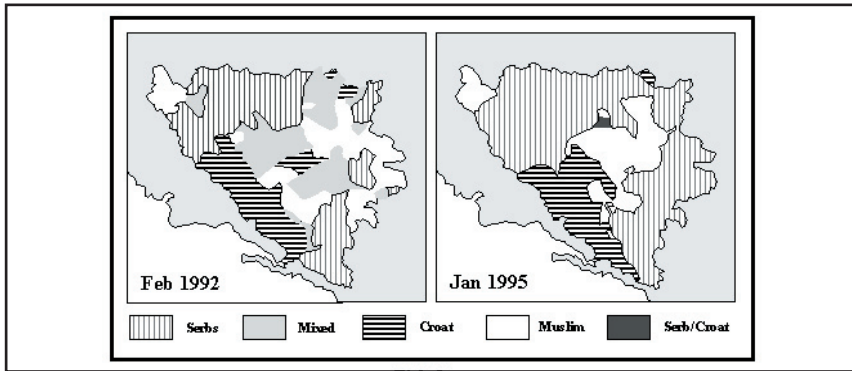 Feb 1992
Jan 1995
Serbs
Mixed
Croat
Muslim
Serb/Croat